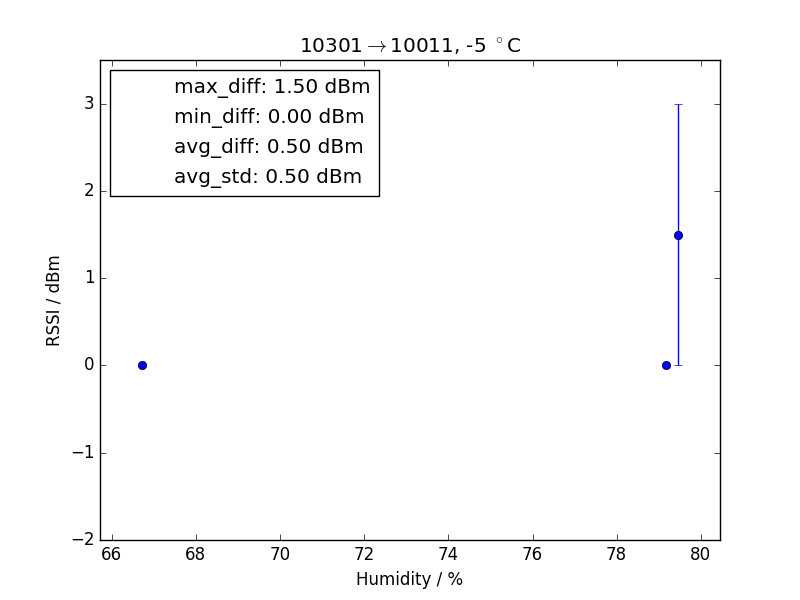 10301→10011, -5 °C
max_diff: 1.50 dBm
min_diff: 0.00 dBm
avg_diff: 0.50 dBm
avg_std: 0.50 dBm
3
2
1
0
−1
−2
RSSI / dBm
66 68 70 72 74 76 78 80
Humidity / %